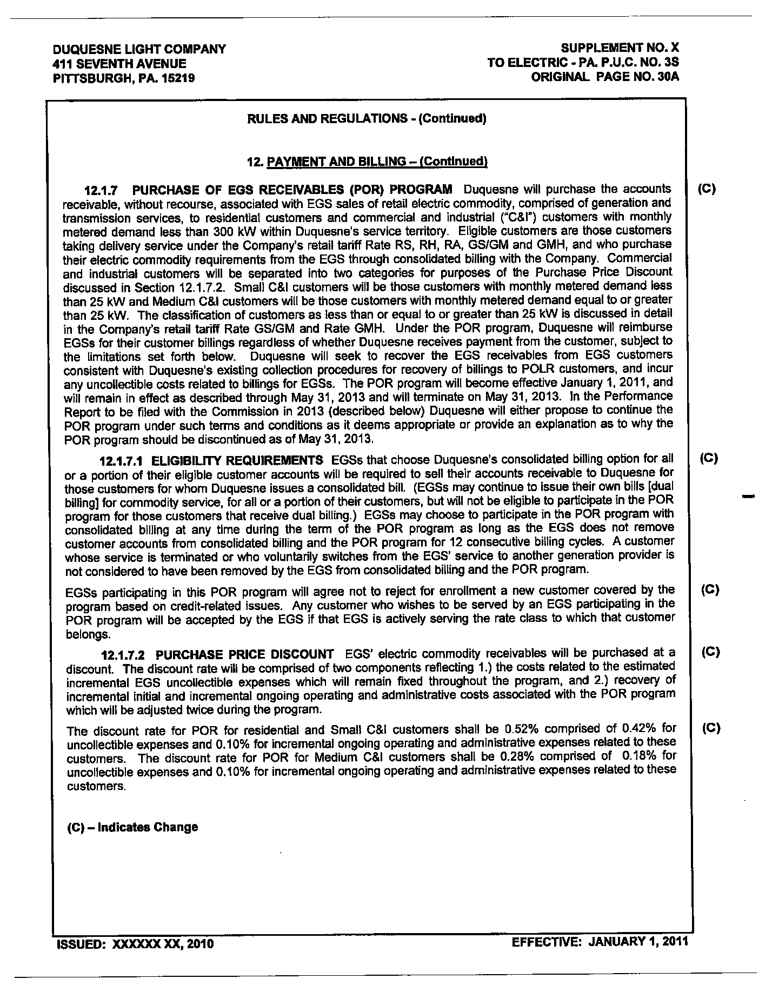 DUQUESNE LIGHT COMPANY
411 SEVENTH AVENUE
PITTSBURGH, PA. 15219
SUPPLEMENT NO. X
TO ELECTRIC - PA. P.U.C. NO. 3S
ORIGINAL PAGE NO. 30A
RULES AND REGULATIONS - (Continued)
12. PAYMENT AND BILLING – (Continued)
12.1.7 PURCHASE OF EGS RECEIVABLES (POR) PROGRAM Duquesne will purchase the accounts (C)
receivable, without recourse, associated with EGS sales of retail electric commodity, comprised of generation and
transmission services, to residential customers and commercial and industrial (“C&I”) customers with monthly
metered demand less than 300 kW within Duquesne's service territory. Eligible customers are those customers
taking delivery service under the Company's retail tariff Rate RS, RH, RA, GS/GM and GMH, and who purchase
their electric commodity requirements from the EGS through consolidated billing with the Company. Commercial
and industrial customers will be separated into two categories for purposes of the Purchase Price Discount
discussed in Section 12.1.7.2. Small C&I customers will be those customers with monthly metered demand less
than 25 kW and Medium C&I customers will be those customers with monthly metered demand equal to or greater
than 25 kW. The classification of customers as less than or equal to or greater than 25 kW is discussed in detail
in the Company's retail tariff Rate GS/GM and Rate GMH. Under the POR program, Duquesne will reimburse
EGSs for their customer billings regardless of whether Duquesne receives payment from the customer, subject to
the limitations set forth below. Duquesne will seek to recover the EGS receivables from EGS customers
consistent with Duquesne's existing collection procedures for recovery of billings to POLR customers, and incur
any uncollectible costs related to billings for EGSs. The POR program will become effective January 1, 2011, and
will remain in effect as described through May 31, 2013 and will terminate on May 31, 2013. In the Performance
Report to be filed with the Commission in 2013 (described below) Duquesne will either propose to continue the
POR program under such terms and conditions as it deems appropriate or provide an explanation as to why the
POR program should be discontinued as of May 31, 2013.
12.1.7.1 ELIGIBILITY REQUIREMENTS EGSs that choose Duquesne's consolidated billing option for all (C)
or a portion of their eligible customer accounts will be required to sell their accounts receivable to Duquesne for
those customers for whom Duquesne issues a consolidated bill. (EGSs may continue to issue their own bills [dual
billing] for commodity service, for all or a portion of their customers, but will not be eligible to participate in the POR
program for those customers that receive dual billing.) EGSs may choose to participate in the POR program with
consolidated billing at any time during the term of the POR program as long as the EGS does not remove
customer accounts from consolidated billing and the POR program for 12 consecutive billing cycles. A customer
whose service is terminated or who voluntarily switches from the EGS' service to another generation provider is
not considered to have been removed by the EGS from consolidated billing and the POR program.
EGSs participating in this POR program will agree not to reject for enrollment a new customer covered by the (C)
program based on credit-related issues. Any customer who wishes to be served by an EGS participating in the
POR program will be accepted by the EGS if that EGS is actively serving the rate class to which that customer
belongs.
12.1.7.2 PURCHASE PRICE DISCOUNT EGS' electric commodity receivables will be purchased at a (C)
discount. The discount rate will be comprised of two components reflecting 1.) the costs related to the estimated
incremental EGS uncollectible expenses which will remain fixed throughout the program, and 2.) recovery of
incremental initial and incremental ongoing operating and administrative costs associated with the POR program
which will be adjusted twice during the program.
The discount rate for POR for residential and Small C&I customers shall be 0.52% comprised of 0.42% for (C)
uncollectible expenses and 0.10% for incremental ongoing operating and administrative expenses related to these
customers. The discount rate for POR for Medium C&I customers shall be 0.28% comprised of 0.18% for
uncollectible expenses and 0.10% for incremental ongoing operating and administrative expenses related to these
customers.
(C) – Indicates Change
ISSUED: XXXXXX XX, 2010
EFFECTIVE: JANUARY 1, 2011